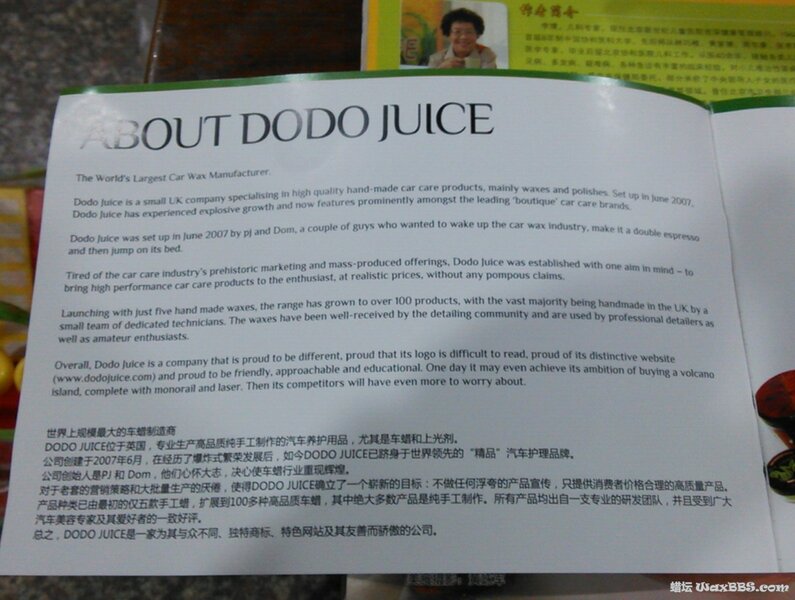 ABOUT DODO JUICE
The World's Largest Car Wax Manufacturer.
Dodo Juice is a small UK company specialising in high quality hand-made car care products, mainly waxes and polishes. Set up in June 2007,
Dodo Juice has experienced explosive growth and now features prominently amongst the leading 'boutique' car care brands.
Dodo Juice was set up in June 2007 by pj and Dom, a couple of guys who wanted to wake up the car wax industry, make it a double espresso
and then jump on its bed.
Tired of the car care industry's prehistoric marketing and mass-produced offerings, Dodo Juice was established with one aim in mind – to
bring high performance car care products to the enthusiast, at realistic prices, without any pompous claims.
Launching with just five hand made waxes, the range has grown to over 100 products, with the vast majority being handmade in the UK by a
small team of dedicated technicians. The waxes have been well-received by the detailing community and are used by professional detailers as
well as amateur enthusiasts.
Overall, Dodo Juice is a company that is proud to be different, proud that its logo is difficult to read, proud of its distinctive website
(www.dodojuice.com) and proud to be friendly, approachable and educational. One day it may even achieve its ambition of buying a volcano
island, complete with monorail and laser. Then its competitors will have even more to worry about.
世界上规模最大的车蜡制造商
DODO JUICE位于英国，专业生产高品质纯手工制作的汽车养护用品，尤其是车蜡和上光剂。
公司创建于2007年6月，在经历了爆炸式繁荣发展后，如今DODO JUICE已跻身于世界领先的“精品”汽车护理品牌。
公司创始人是PJ 和 Dom，他们心怀大志，决心使车蜡行业重现辉煌。
对于老套的营销策略和大批量生产的厌倦，使得DODO JUICE确立了一个崭新的目标：不做任何浮夸的产品宣传，只提供消费者价格合理的高质量产品。
产品种类已由最初的仅五款手工蜡，扩展到100多种高品质车蜡，其中绝大多数产品是纯手工制作。所有产品均出自一支专业的研发团队，并且受到广大
汽车美容专家及其爱好者的一致好评。
总之，DODO JUICE是一家为其与众不同、独特商标、特色网站及其友善而骄傲的公司。
蜡坛 WaxBBS.com